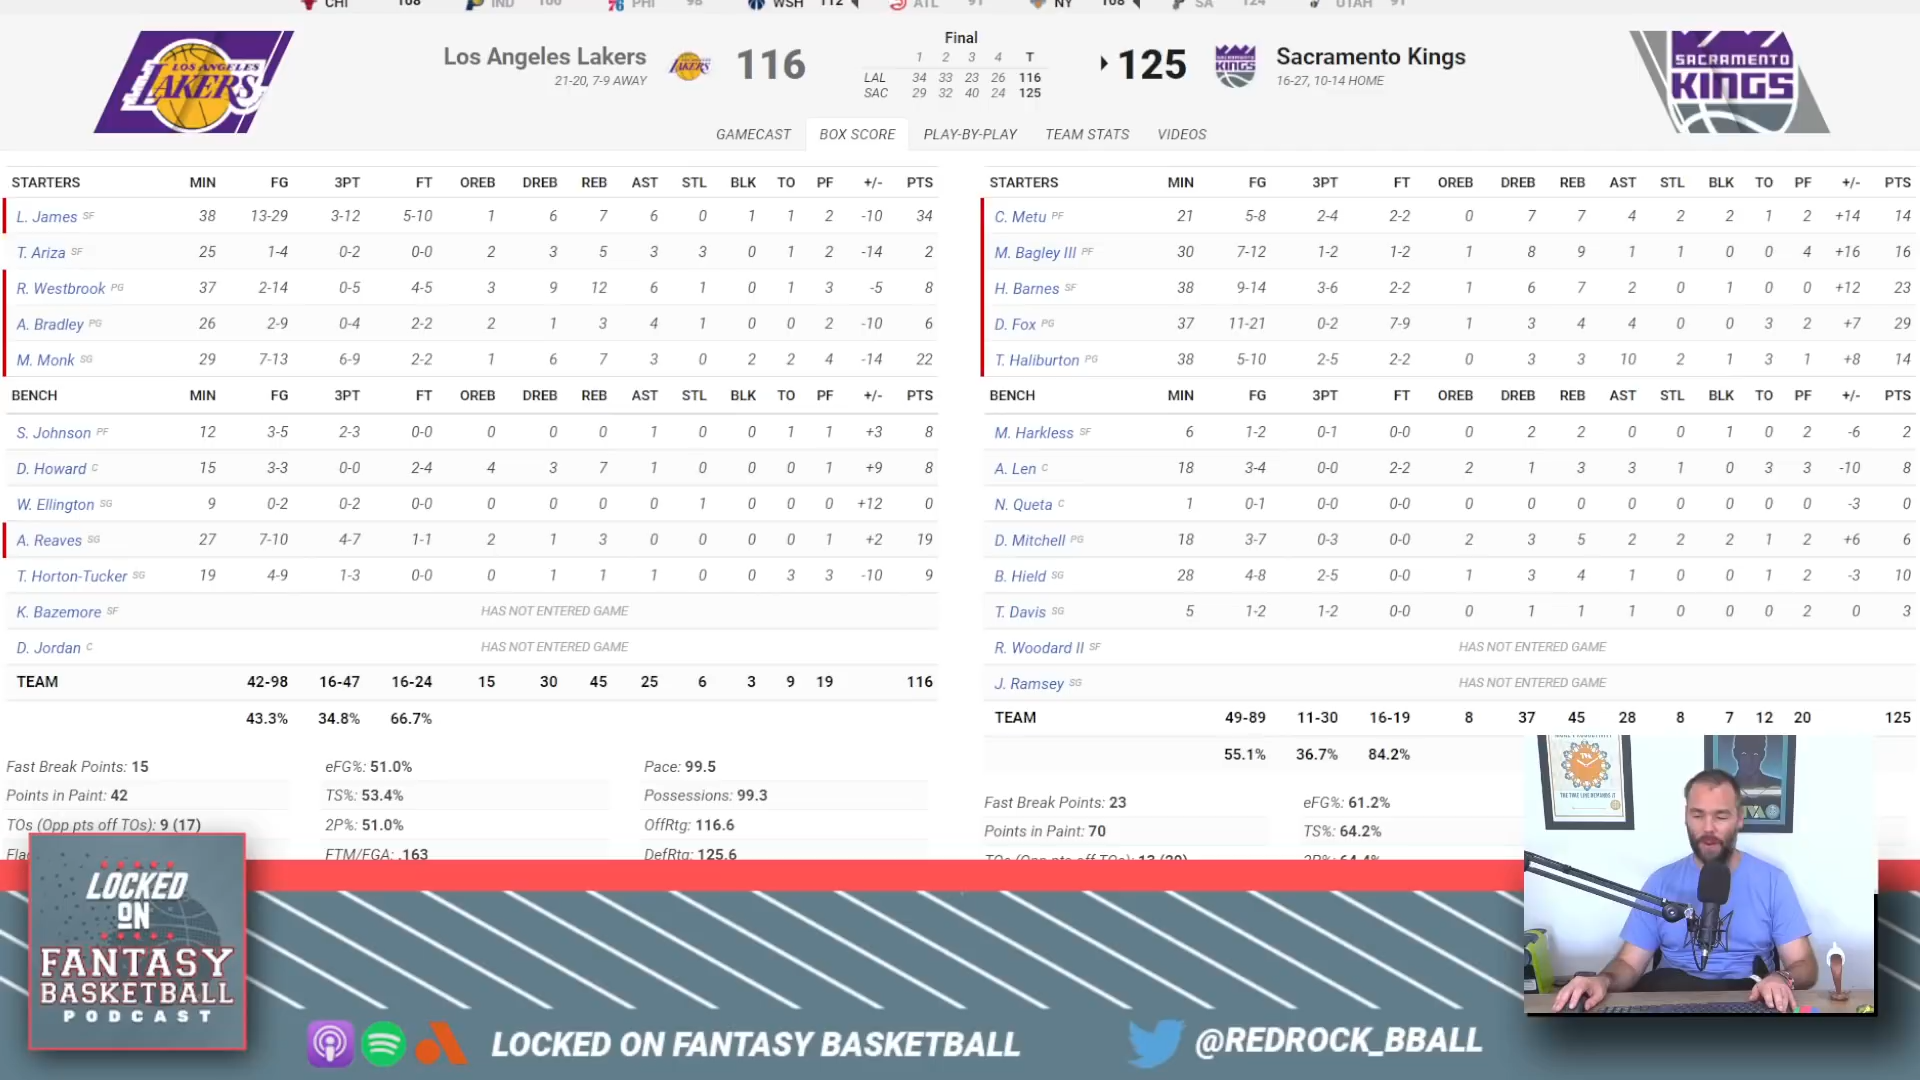 CHI 108 IND 100 PHI 98 WSH 112 ATL 91 NY 108 SA 124 UTAH 91
LOS ANGELES
LAKERS
Los Angeles Lakers
21-20, 7-9 AWAY
LAKERS
116
Final
1 2 3 4 T
LAL 34 33 23 26 116
SAC 29 32 40 24 125
125
SACRAMENTO
KINGS
Sacramento Kings
16-27, 10-14 HOME
SACRAMENTO
KINGS
GAMECAST BOX SCORE PLAY-BY-PLAY TEAM STATS VIDEOS
STARTERS MIN FG 3PT FT OREB DREB REB AST STL BLK TO PF +/- PTS
L. James SF 38 13-29 3-12 5-10 1 6 7 6 0 1 1 2 -10 34
T. Ariza SF 25 1-4 0-2 0-0 2 3 5 3 3 0 1 2 -14 2
R. Westbrook PG 37 2-14 0-5 4-5 3 9 12 6 1 0 1 3 -5 8
A. Bradley PG 26 2-9 0-4 2-2 2 1 3 4 1 0 0 2 -10 6
M. Monk SG 29 7-13 6-9 2-2 1 6 7 3 0 2 2 4 -14 22
BENCH MIN FG 3PT FT OREB DREB REB AST STL BLK TO PF +/- PTS
S. Johnson PF 12 3-5 2-3 0-0 0 0 0 1 0 0 1 1 +3 8
D. Howard C 15 3-3 0-0 2-4 4 3 7 1 0 0 0 1 +9 8
W. Ellington SG 9 0-2 0-2 0-0 0 0 0 0 1 0 0 0 +12 0
A. Reaves SG 27 7-10 4-7 1-1 2 1 3 0 0 0 0 1 +2 19
T. Horton-Tucker SG 19 4-9 1-3 0-0 0 1 1 1 0 0 3 3 -10 9
K. Bazemore SF HAS NOT ENTERED GAME
D. Jordan C HAS NOT ENTERED GAME
TEAM 42-98 16-47 16-24 15 30 45 25 6 3 9 19 116
43.3% 34.8% 66.7%
Fast Break Points: 15 eFG%: 51.0% Pace: 99.5
Points in Paint: 42 TS%: 53.4% Possessions: 99.3
TOs (Opp pts off TOs): 9 (17) 2P%: 51.0% OffRtg: 116.6
FTM/FGA: .163 DefRtg: 125.6
STARTERS MIN FG 3PT FT OREB DREB REB AST STL BLK TO PF +/- PTS
C. Metu PF 21 5-8 2-4 2-2 0 7 7 4 2 2 1 2 +14 14
M. Bagley III PF 30 7-12 1-2 1-2 1 8 9 1 1 0 0 4 +16 16
H. Barnes SF 38 9-14 3-6 2-2 1 6 7 2 0 1 0 0 +12 23
D. Fox PG 37 11-21 0-2 7-9 1 3 4 4 0 0 3 2 +7 29
T. Haliburton PG 38 5-10 2-5 2-2 0 3 3 10 2 1 3 1 +8 14
BENCH MIN FG 3PT FT OREB DREB REB AST STL BLK TO PF +/- PTS
M. Harkless SF 6 1-2 0-1 0-0 0 2 2 0 0 1 0 2 -6 2
A. Len C 18 3-4 0-0 2-2 2 1 3 3 1 0 3 3 -10 8
N. Queta C 1 0-1 0-0 0-0 0 0 0 0 0 0 0 0 -3 0
D. Mitchell PG 18 3-7 0-3 0-0 2 3 5 2 2 2 1 2 +6 6
B. Hield SG 28 4-8 2-5 0-0 1 3 4 1 0 0 1 2 -3 10
T. Davis SG 5 1-2 1-2 0-0 0 1 1 1 0 0 0 2 0 3
R. Woodard II SF HAS NOT ENTERED GAME
J. Ramsey SG HAS NOT ENTERED GAME
TEAM 49-89 11-30 16-19 8 37 45 28 8 7 12 20 125
55.1% 36.7% 84.2%
Fast Break Points: 23 eFG%: 61.2%
Points in Paint: 70 TS%: 64.2%
TOs (Opp pts off TOs): 13 (20) 2P%: 64.4%
LOCKED
ON
FANTASY
BASKETBALL
PODCAST
LOCKED ON FANTASY BASKETBALL
@REDROCK_BBALL